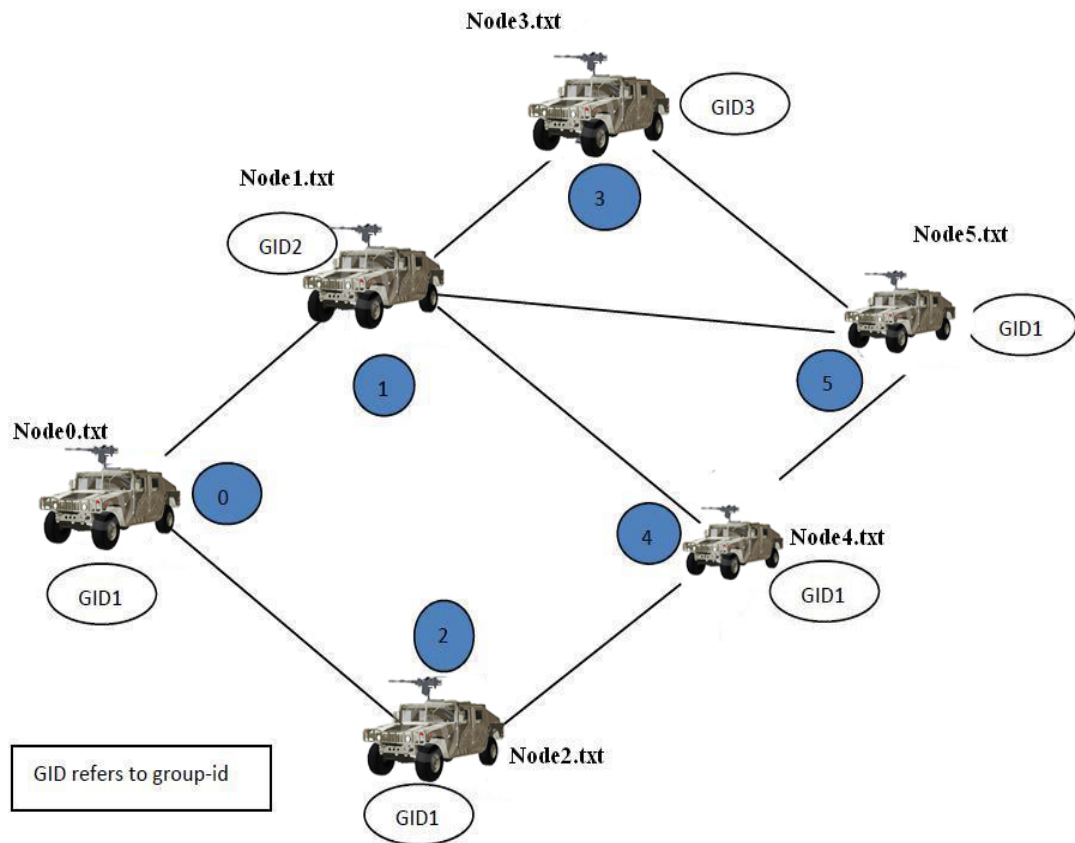 Node3.txt
GID3
3
Node1.txt
GID2
1
Node5.txt
GID1
5
Node0.txt
0
GID1
4
Node4.txt
GID1
2
Node2.txt
GID1
GID refers to group-id